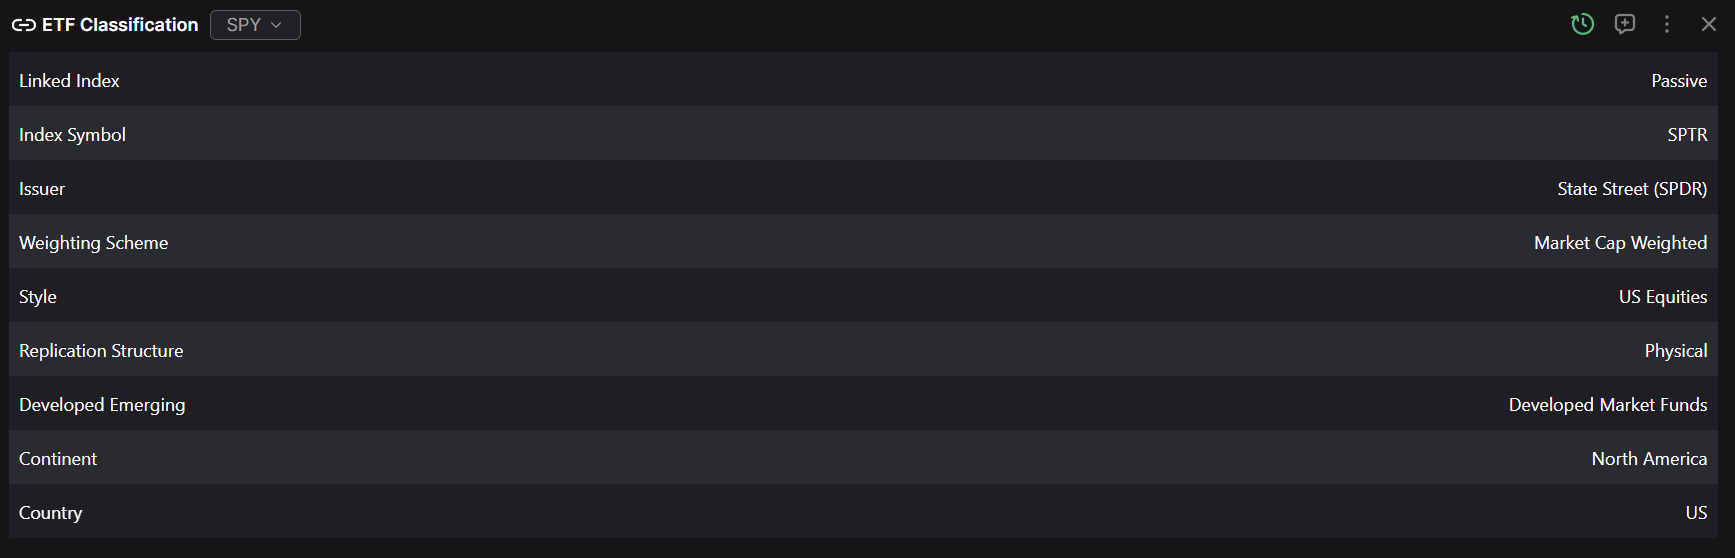 ETF Classification SPY
Linked Index Passive
Index Symbol SPTR
Issuer State Street (SPDR)
Weighting Scheme Market Cap Weighted
Style US Equities
Replication Structure Physical
Developed Emerging Developed Market Funds
Continent North America
Country US